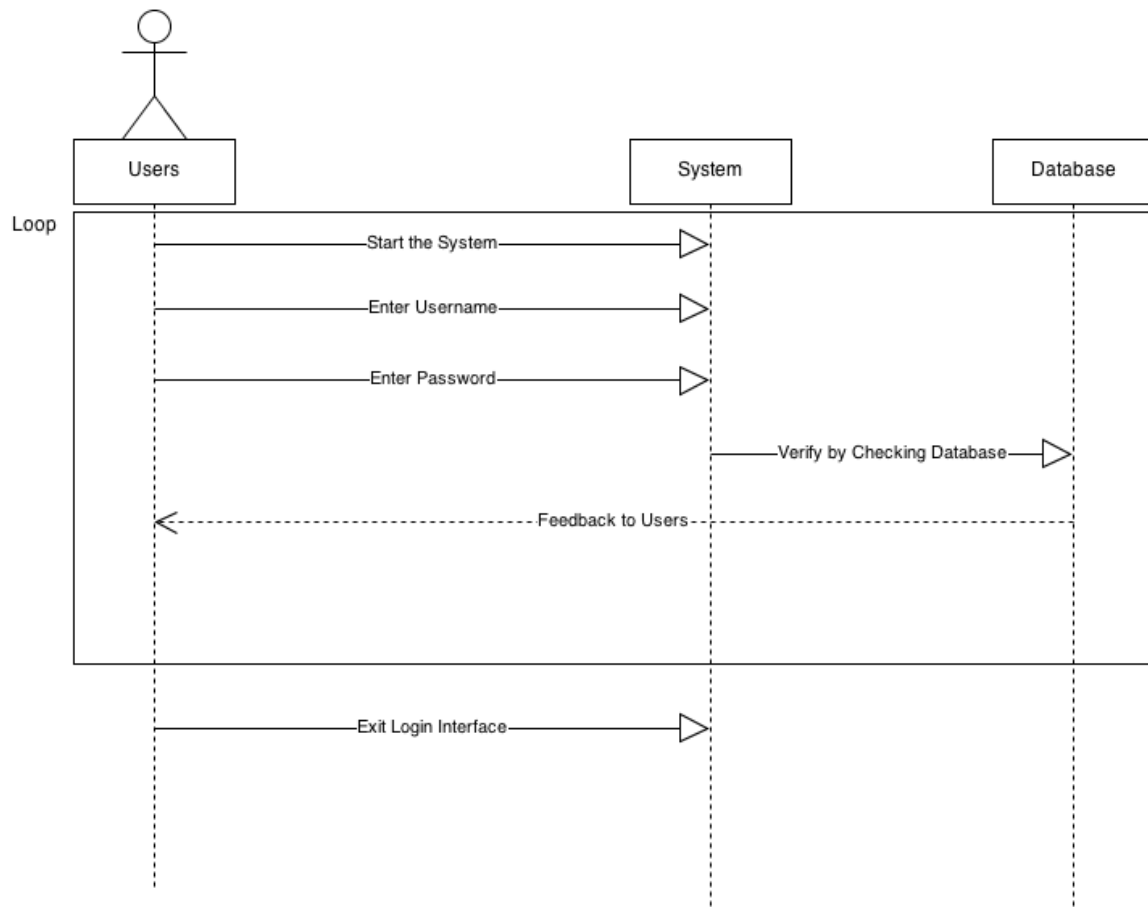 Users
System
Database
Loop
Start the System
Enter Username
Enter Password
Verify by Checking Database
Feedback to Users
Exit Login Interface